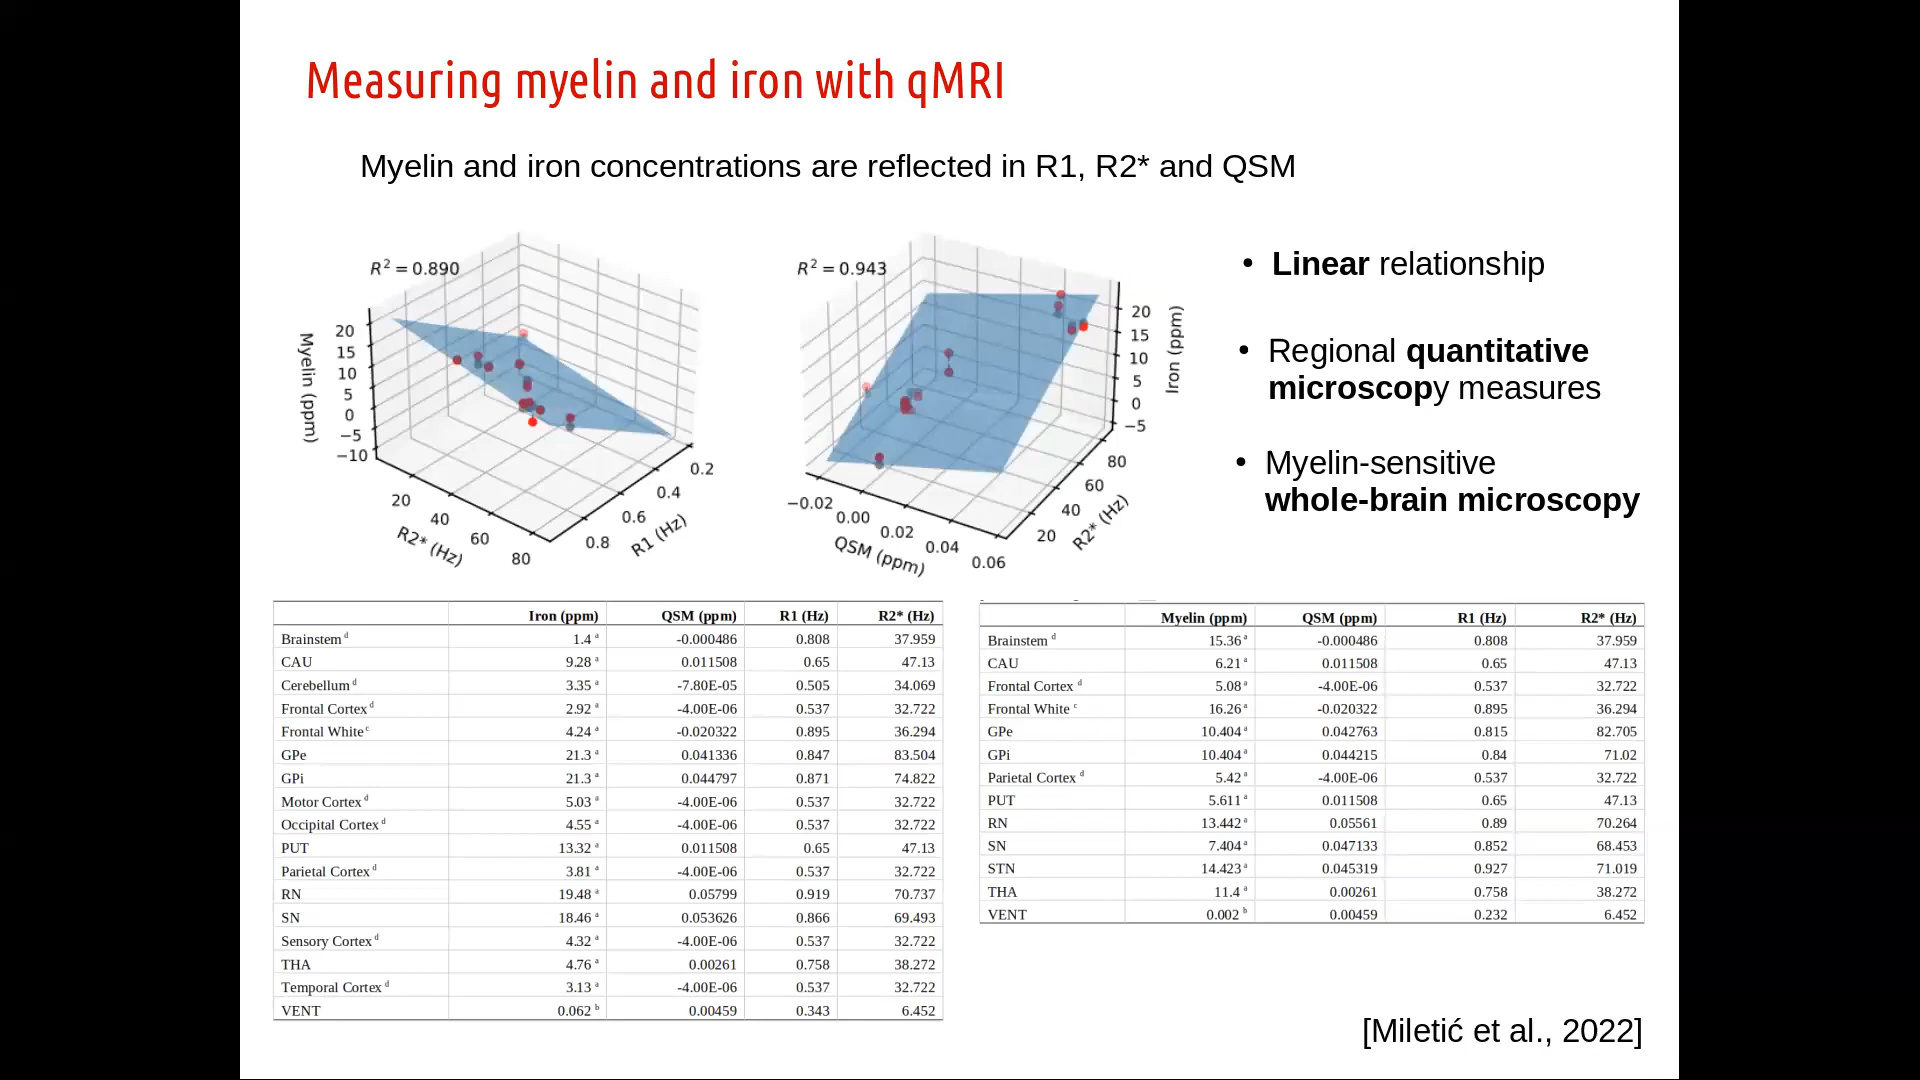 Measuring myelin and iron with qMRI
Myelin and iron concentrations are reflected in R1, R2* and QSM
R² = 0.890
Myelin (ppm)
20
15
10
5
0
−5
−10
20
40
60
80
R2* (Hz)
0.2
0.4
0.6
0.8
R1 (Hz)
R² = 0.943
20
15
10
5
0
−5
Iron (ppm)
80
60
40
20
R2* (Hz)
−0.02
0.00
0.02
0.04
0.06
QSM (ppm)
• Linear relationship
• Regional quantitative
microscopy measures
• Myelin-sensitive
whole-brain microscopy
Iron (ppm) QSM (ppm) R1 (Hz) R2* (Hz)
Brainstem d 1.4 a -0.000486 0.808 37.959
CAU 9.28 a 0.011508 0.65 47.13
Cerebellum d 3.35 a -7.80E-05 0.505 34.069
Frontal Cortex d 2.92 a -4.00E-06 0.537 32.722
Frontal White c 4.24 a -0.020322 0.895 36.294
GPe 21.3 a 0.041336 0.847 83.504
GPi 21.3 a 0.044797 0.871 74.822
Motor Cortex d 5.03 a -4.00E-06 0.537 32.722
Occipital Cortex d 4.55 a -4.00E-06 0.537 32.722
PUT 13.32 a 0.011508 0.65 47.13
Parietal Cortex d 3.81 a -4.00E-06 0.537 32.722
RN 19.48 a 0.05799 0.919 70.737
SN 18.46 a 0.053626 0.866 69.493
Sensory Cortex d 4.32 a -4.00E-06 0.537 32.722
THA 4.76 a 0.00261 0.758 38.272
Temporal Cortex d 3.13 a -4.00E-06 0.537 32.722
VENT 0.062 b 0.00459 0.343 6.452
Myelin (ppm) QSM (ppm) R1 (Hz) R2* (Hz)
Brainstem d 15.36 a -0.000486 0.808 37.959
CAU 6.21 a 0.011508 0.65 47.13
Frontal Cortex d 5.08 a -4.00E-06 0.537 32.722
Frontal White c 16.26 a -0.020322 0.895 36.294
GPe 10.404 a 0.042763 0.815 82.705
GPi 10.404 a 0.044215 0.84 71.02
Parietal Cortex d 5.42 a -4.00E-06 0.537 32.722
PUT 5.611 a 0.011508 0.65 47.13
RN 13.442 a 0.05561 0.89 70.264
SN 7.404 a 0.047133 0.852 68.453
STN 14.423 a 0.045319 0.927 71.019
THA 11.4 a 0.00261 0.758 38.272
VENT 0.002 b 0.00459 0.232 6.452
[Miletić et al., 2022]